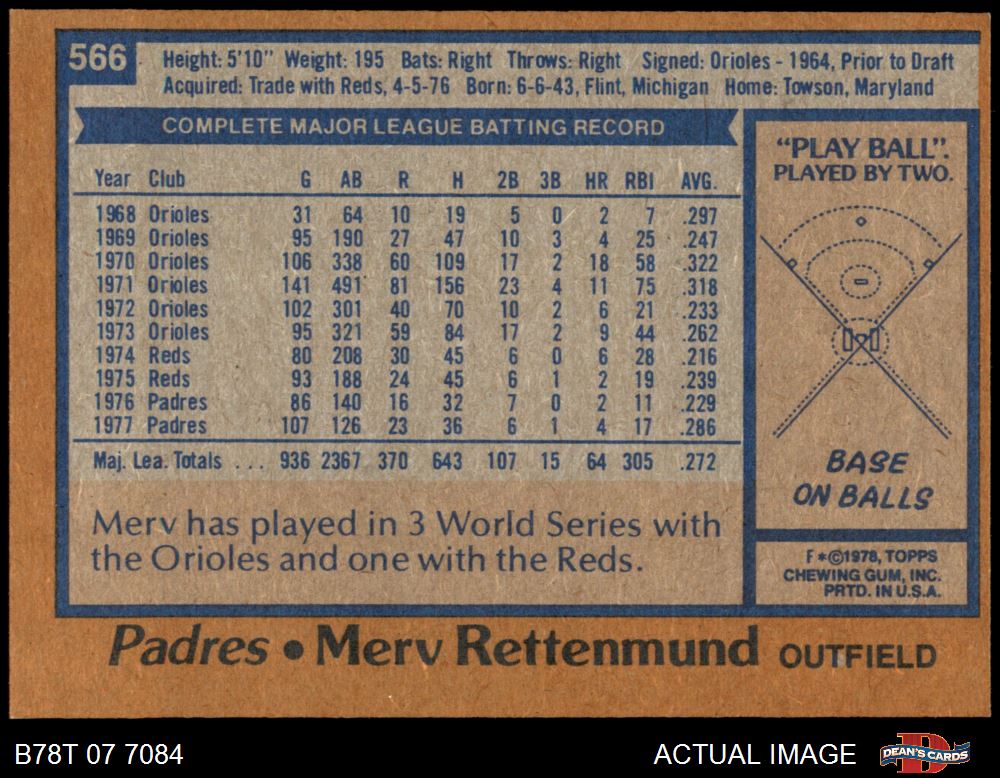 566
Height: 5'10" Weight: 195 Bats: Right Throws: Right Signed: Orioles - 1964, Prior to Draft
Acquired: Trade with Reds, 4-5-76 Born: 6-6-43, Flint, Michigan Home: Towson, Maryland
COMPLETE MAJOR LEAGUE BATTING RECORD
Year Club G AB R H 2B 3B HR RBI AVG.
1968 Orioles 31 64 10 19 5 0 2 7 .297
1969 Orioles 95 190 27 47 10 3 4 25 .247
1970 Orioles 106 338 60 109 17 2 18 58 .322
1971 Orioles 141 491 81 156 23 4 11 75 .318
1972 Orioles 102 301 40 70 10 2 6 21 .233
1973 Orioles 95 321 59 84 17 2 9 44 .262
1974 Reds 80 208 30 45 6 0 6 28 .216
1975 Reds 93 188 24 45 6 1 2 19 .239
1976 Padres 86 140 16 32 7 0 2 11 .229
1977 Padres 107 126 23 36 6 1 4 17 .286
Maj. Lea. Totals ... 936 2367 370 643 107 15 64 305 .272
Merv has played in 3 World Series with
the Orioles and one with the Reds.
"PLAY BALL".
PLAYED BY TWO.
BASE
ON BALLS
F*©1978, TOPPS
CHEWING GUM, INC.
PRTD. IN U.S.A.
Padres • Merv Rettenmund OUTFIELD
B78T 07 7084
ACTUAL IMAGE
DEAN'S CARDS